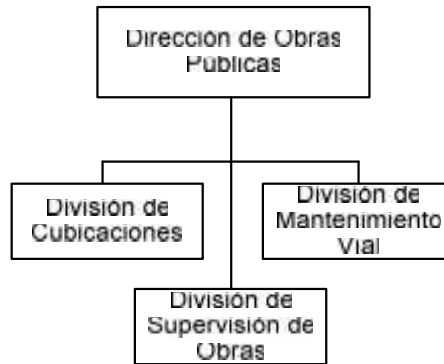 Dirección de Obras
Públicas
División de
Cubicaciones
División de
Mantenimiento
Vial
División de
Supervisión de
Obras